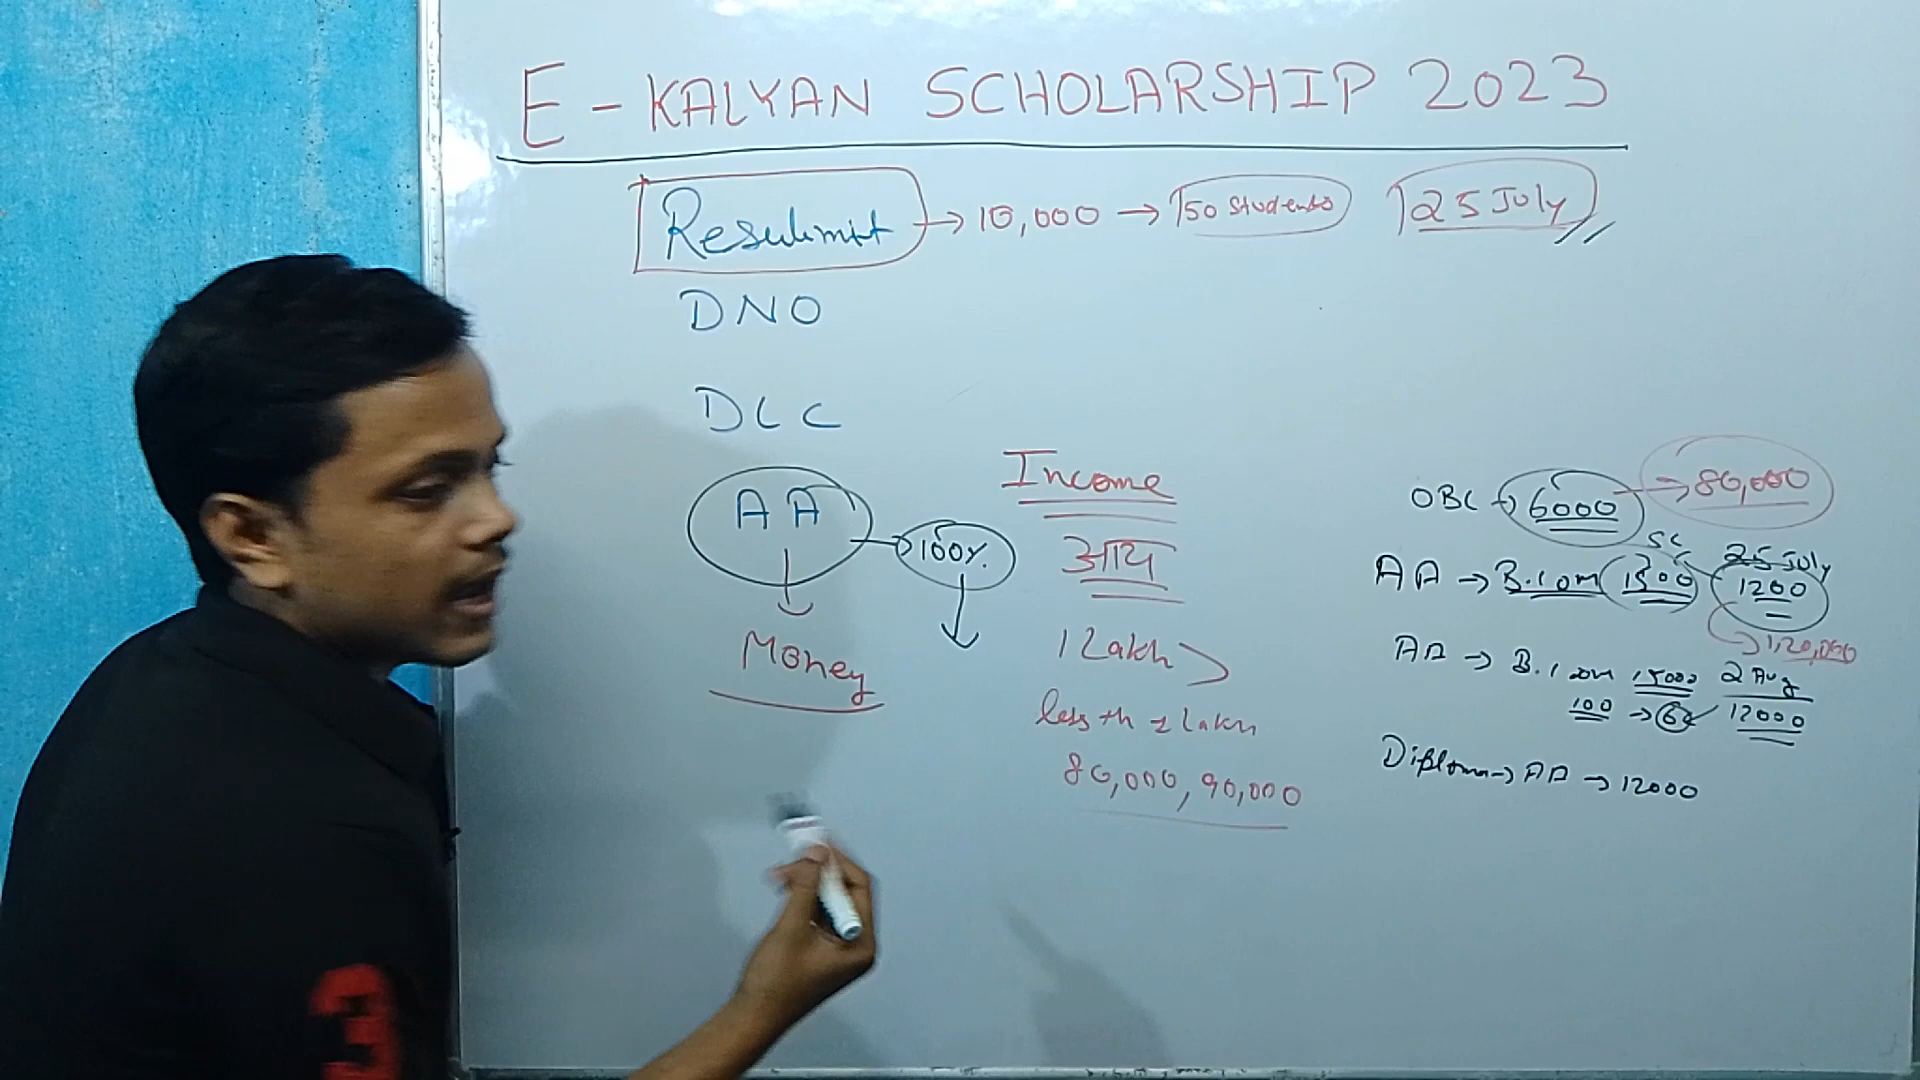 E - KALYAN SCHOLARSHIP 2023
Resubmit → 10,000 → 150 students 25 July
DNO
DLC
AA → 100%.
Money
Income
आय
1 Lakh
less th 1 lakh
80,000, 90,000
OBC → 6000 → 80,000
SC 25 July
AA → B.com 1500 1200
1,20,000
AA → B.com 15000 2 Aug
100 → 12000
Diploma → AA → 12000
3